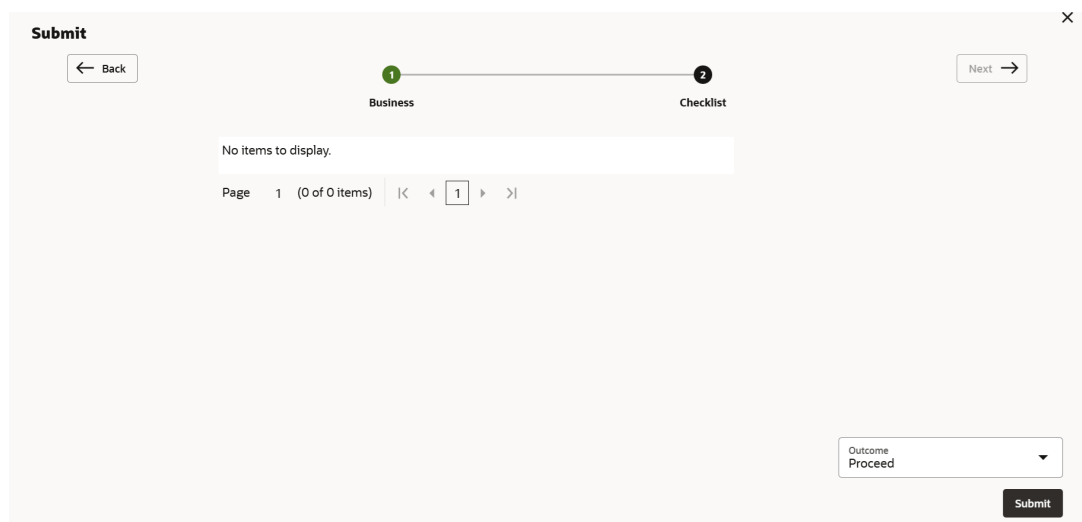 Submit
Back
1
2
Next
Business
Checklist
No items to display.
Page 1 (0 of 0 items) 1
Outcome
Proceed
Submit